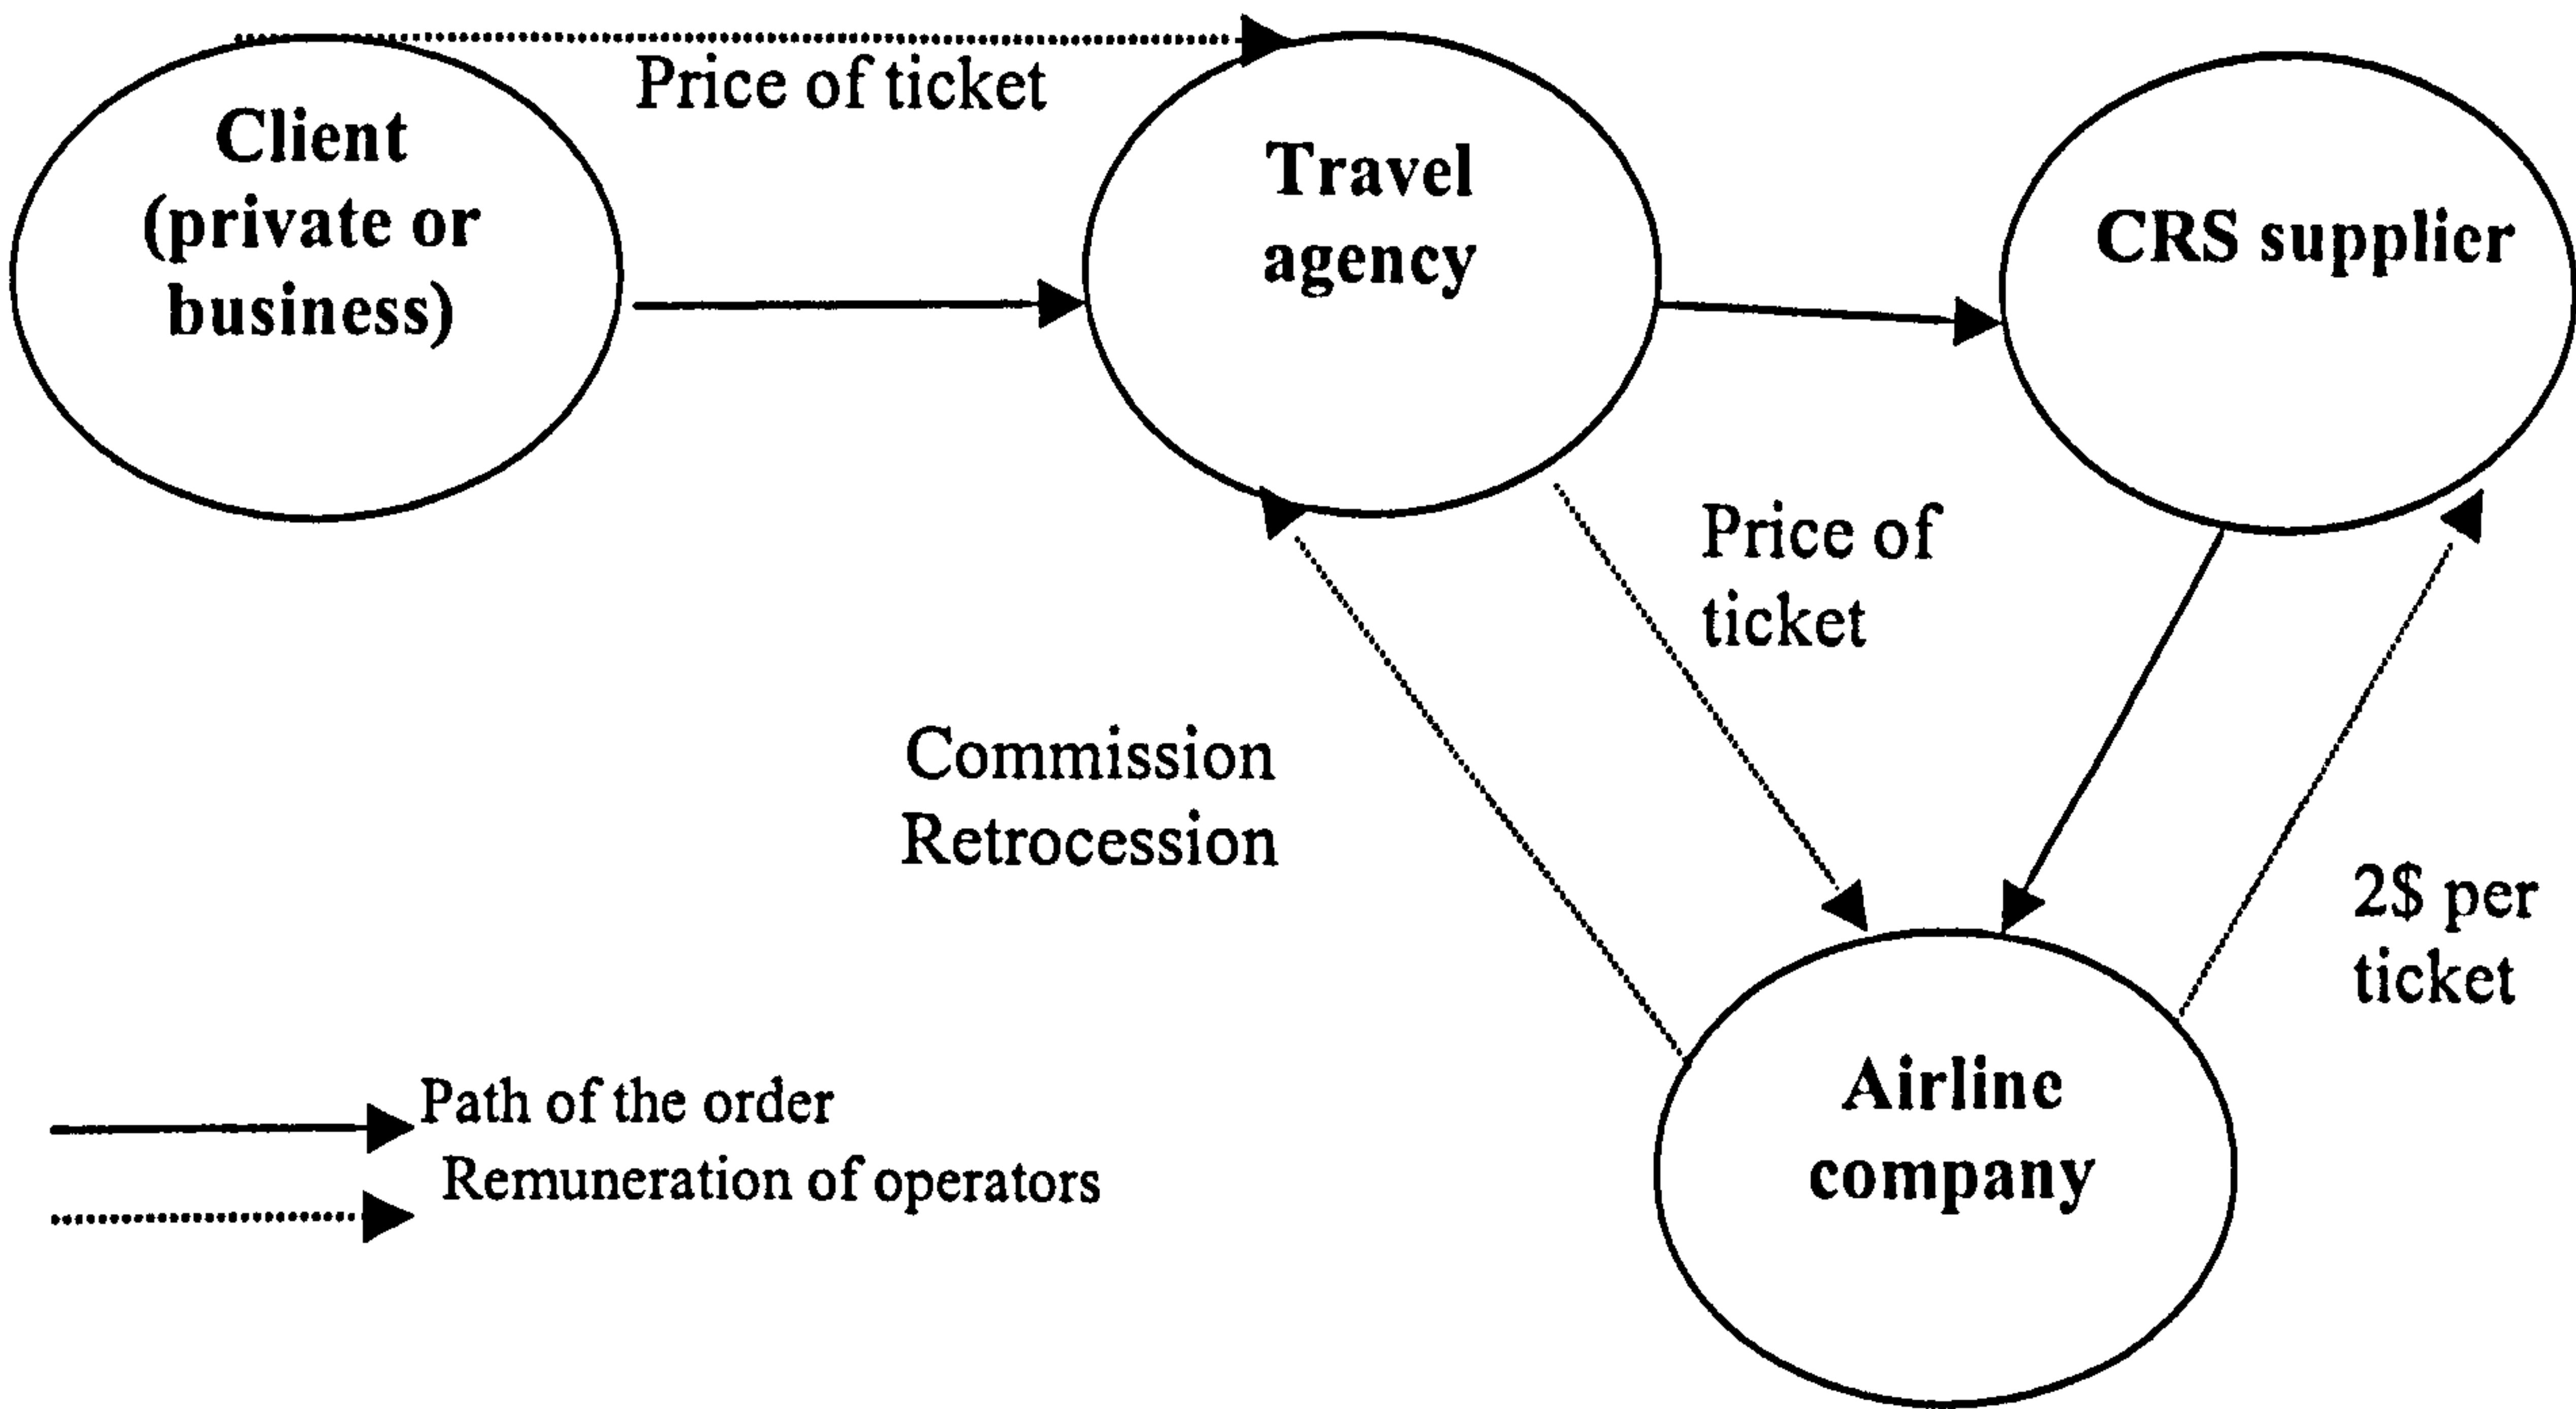 Price of ticket
Client
(private or
business)
Travel
agency
CRS supplier
Price of
ticket
Commission
Retrocession
2$ per
ticket
Airline
company
Path of the order
Remuneration of operators